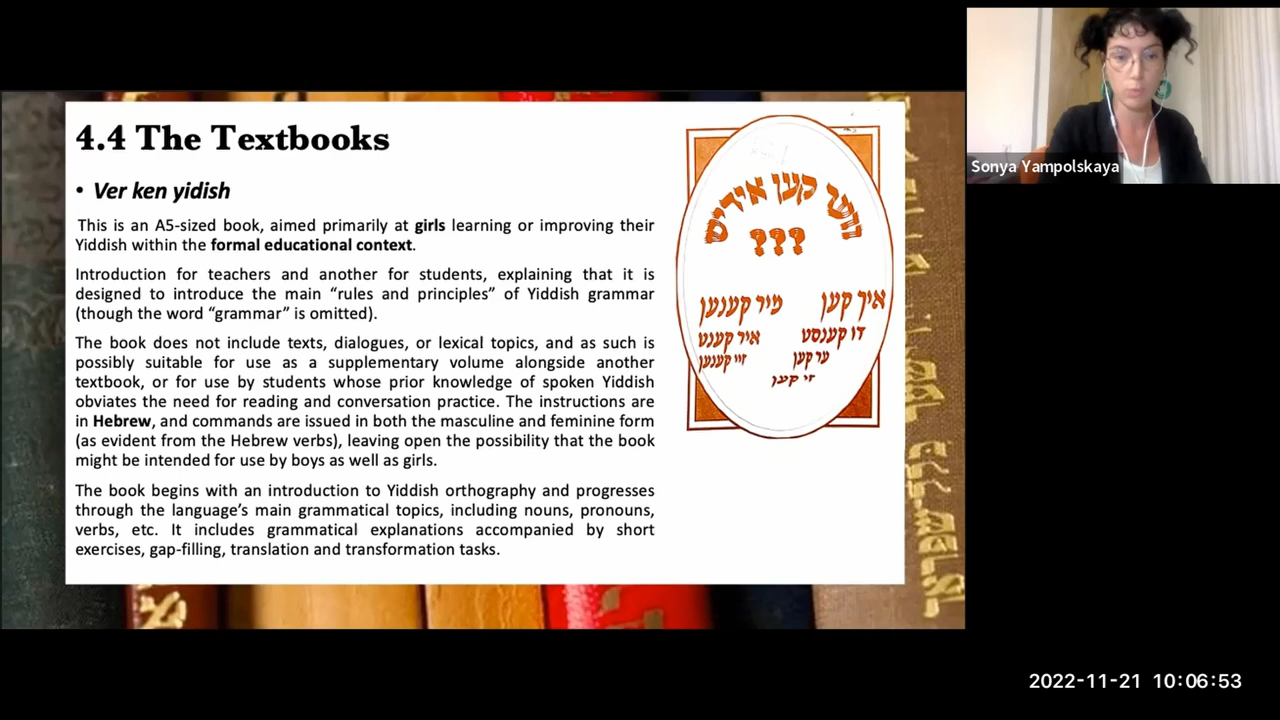 4.4 The Textbooks
• Ver ken yidish
This is an A5-sized book, aimed primarily at girls learning or improving their
Yiddish within the formal educational context.
Introduction for teachers and another for students, explaining that it is
designed to introduce the main “rules and principles” of Yiddish grammar
(though the word “grammar” is omitted).
The book does not include texts, dialogues, or lexical topics, and as such is
possibly suitable for use as a supplementary volume alongside another
textbook, or for use by students whose prior knowledge of spoken Yiddish
obviates the need for reading and conversation practice. The instructions are
in Hebrew, and commands are issued in both the masculine and feminine form
(as evident from the Hebrew verbs), leaving open the possibility that the book
might be intended for use by boys as well as girls.
The book begins with an introduction to Yiddish orthography and progresses
through the language’s main grammatical topics, including nouns, pronouns,
verbs, etc. It includes grammatical explanations accompanied by short
exercises, gap-filling, translation and transformation tasks.
ווער קען אידיש
???
איך קען מיר קענען
דו קענסט איר קענט
ער קען זיי קענען
זי קען
Sonya Yampolskaya
2022-11-21 10:06:53